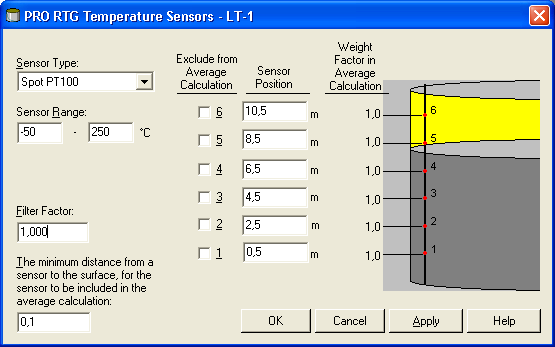 PRO RTG Temperature Sensors - LT-1
Sensor Type:
Spot PT100
Sensor Range:
-50 - 250 °C
Filter Factor:
1,000
The minimum distance from a
sensor to the surface, for the
sensor to be included in the
average calculation:
0,1
Exclude from
Average
Calculation
Sensor
Position
Weight
Factor in
Average
Calculation
6 10,5 m 1,0 6
5 8,5 m 1,0 5
4 6,5 m 1,0 4
3 4,5 m 1,0 3
2 2,5 m 1,0 2
1 0,5 m 1,0 1
OK Cancel Apply Help